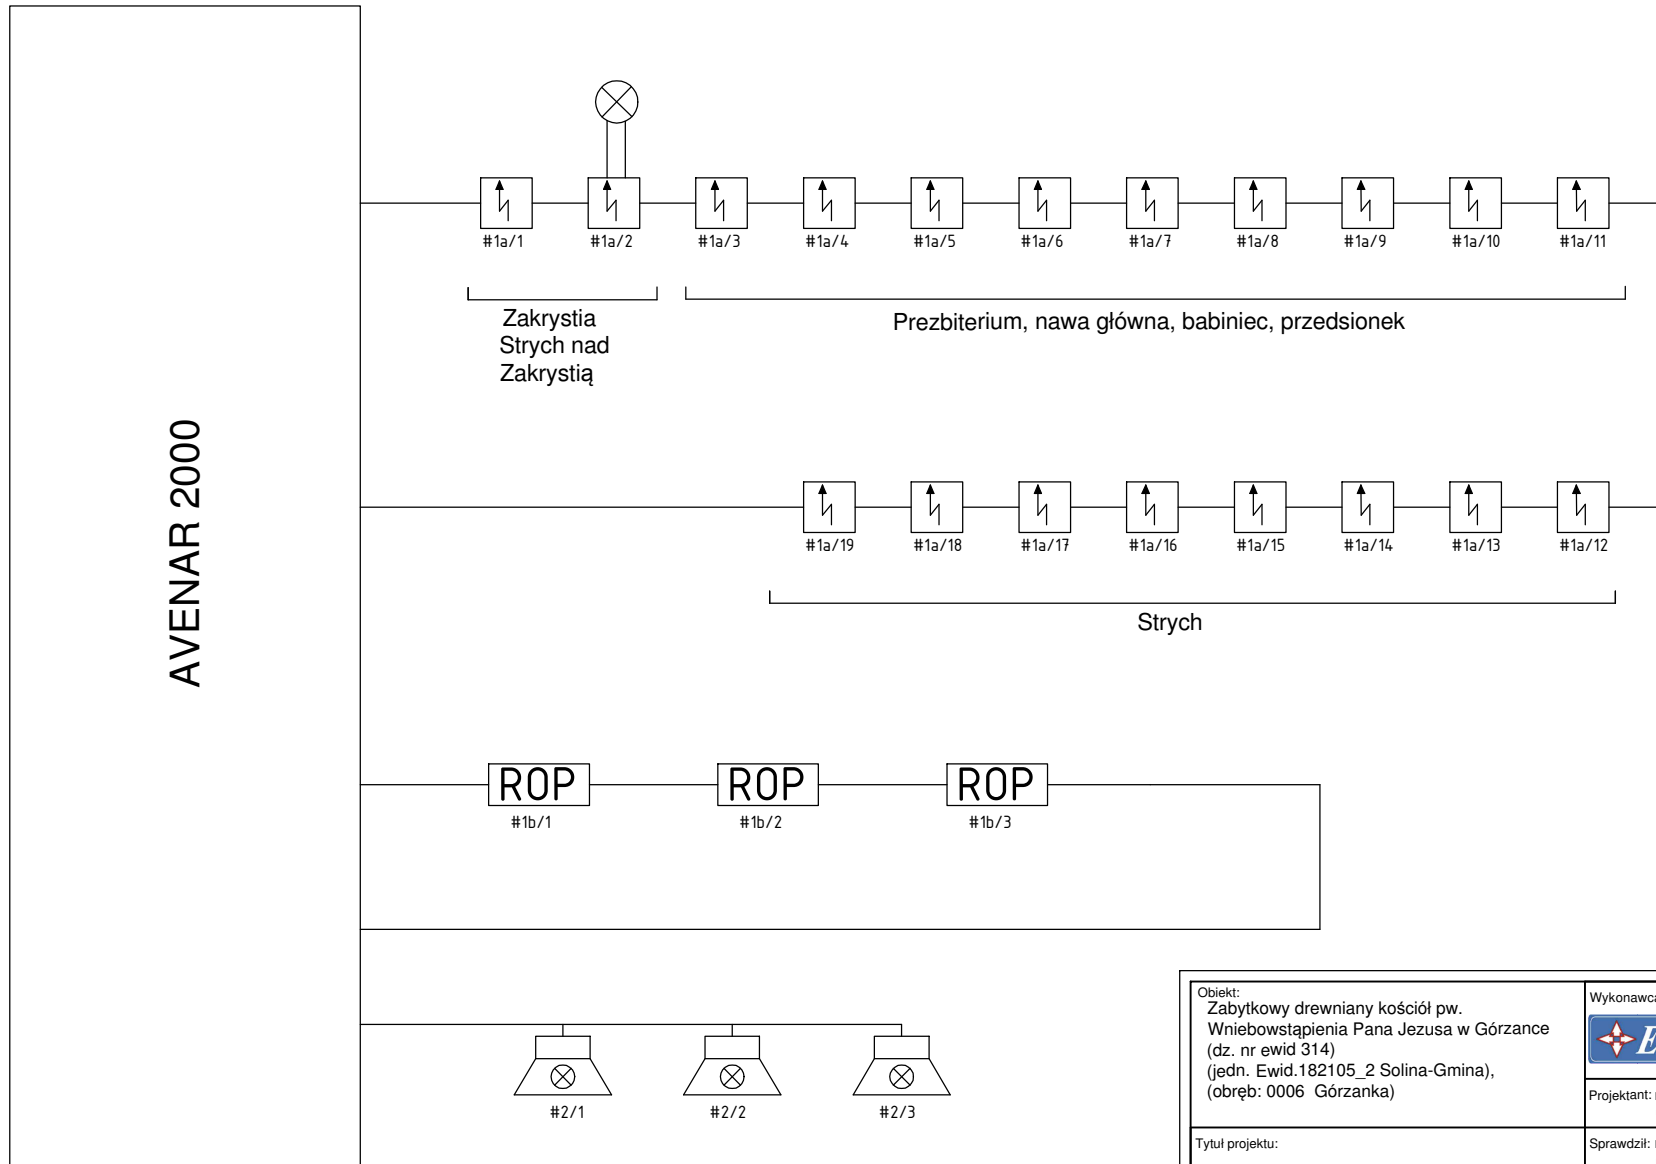 AVENAR 2000
#1a/1 #1a/2 #1a/3 #1a/4 #1a/5 #1a/6 #1a/7 #1a/8 #1a/9 #1a/10 #1a/11
Zakrystia
Strych nad
Zakrystią
Prezbiterium, nawa główna, babiniec, przedsionek
#1a/19 #1a/18 #1a/17 #1a/16 #1a/15 #1a/14 #1a/13 #1a/12
Strych
ROP ROP ROP
#1b/1 #1b/2 #1b/3
#2/1 #2/2 #2/3
Obiekt:
Zabytkowy drewniany kościół pw.
Wniebowstąpienia Pana Jezusa w Górzance
(dz. nr ewid 314)
(jedn. Ewid.182105_2 Solina-Gmina),
(obręb: 0006 Górzanka)
Tytuł projektu:
Wykonawca
E
Projektant:
Sprawdził: